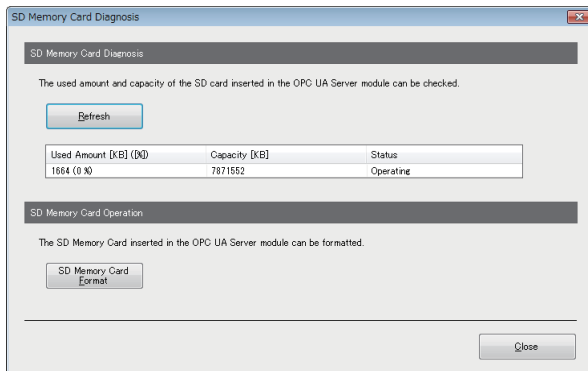 SD Memory Card Diagnosis
SD Memory Card Diagnosis
The used amount and capacity of the SD card inserted in the OPC UA Server module can be checked.
Refresh
Used Amount [KB] ([%]) Capacity [KB] Status
1664 (0 %) 7871552 Operating
SD Memory Card Operation
The SD Memory Card inserted in the OPC UA Server module can be formatted.
SD Memory Card
Format
Close